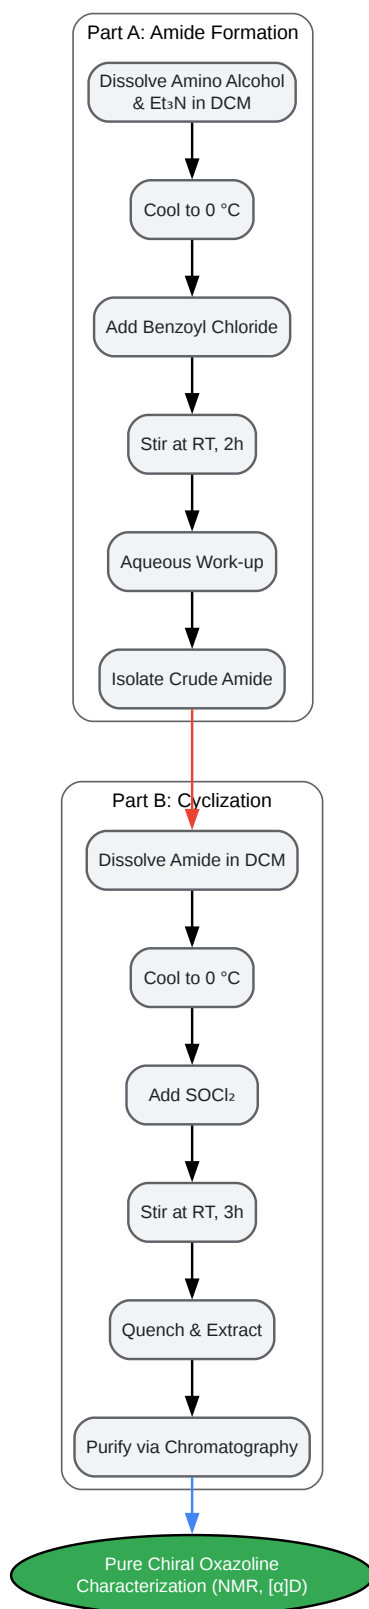 Part A: Amide Formation
Dissolve Amino Alcohol
& Et₃N in DCM
Cool to 0 °C
Add Benzoyl Chloride
Stir at RT, 2h
Aqueous Work-up
Isolate Crude Amide
Part B: Cyclization
Dissolve Amide in DCM
Cool to 0 °C
Add SOCl₂
Stir at RT, 3h
Quench & Extract
Purify via Chromatography
Pure Chiral Oxazoline
Characterization (NMR, [α]D)